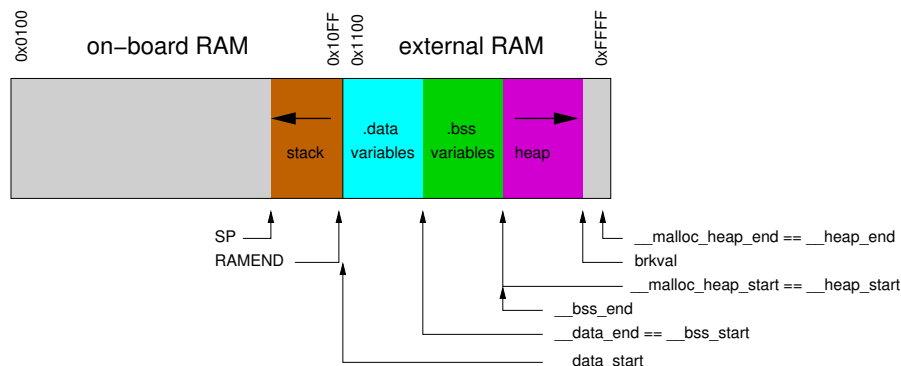 0x0100
on−board RAM
0x10FF
0x1100
external RAM
0xFFFF
stack
.data
variables
.bss
variables
heap
SP
RAMEND
__malloc_heap_end == __heap_end
brkval
__malloc_heap_start == __heap_start
__bss_end
__data_end == __bss_start
__data_start